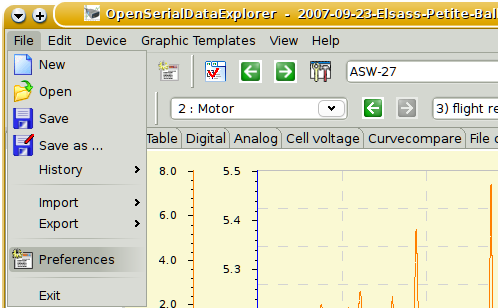 OpenSerialDataExplorer - 2007-09-23-Elsass-Petite-Bal
File Edit Device Graphic Templates View Help
New
Open
Save
Save as ...
History
Import
Export
Preferences
Exit
ASW-27
2 : Motor
3) flight re
Table Digital Analog Cell voltage Curvecompare File c
8.0 5.5
6.0 5.4
4.0 5.3
2.0